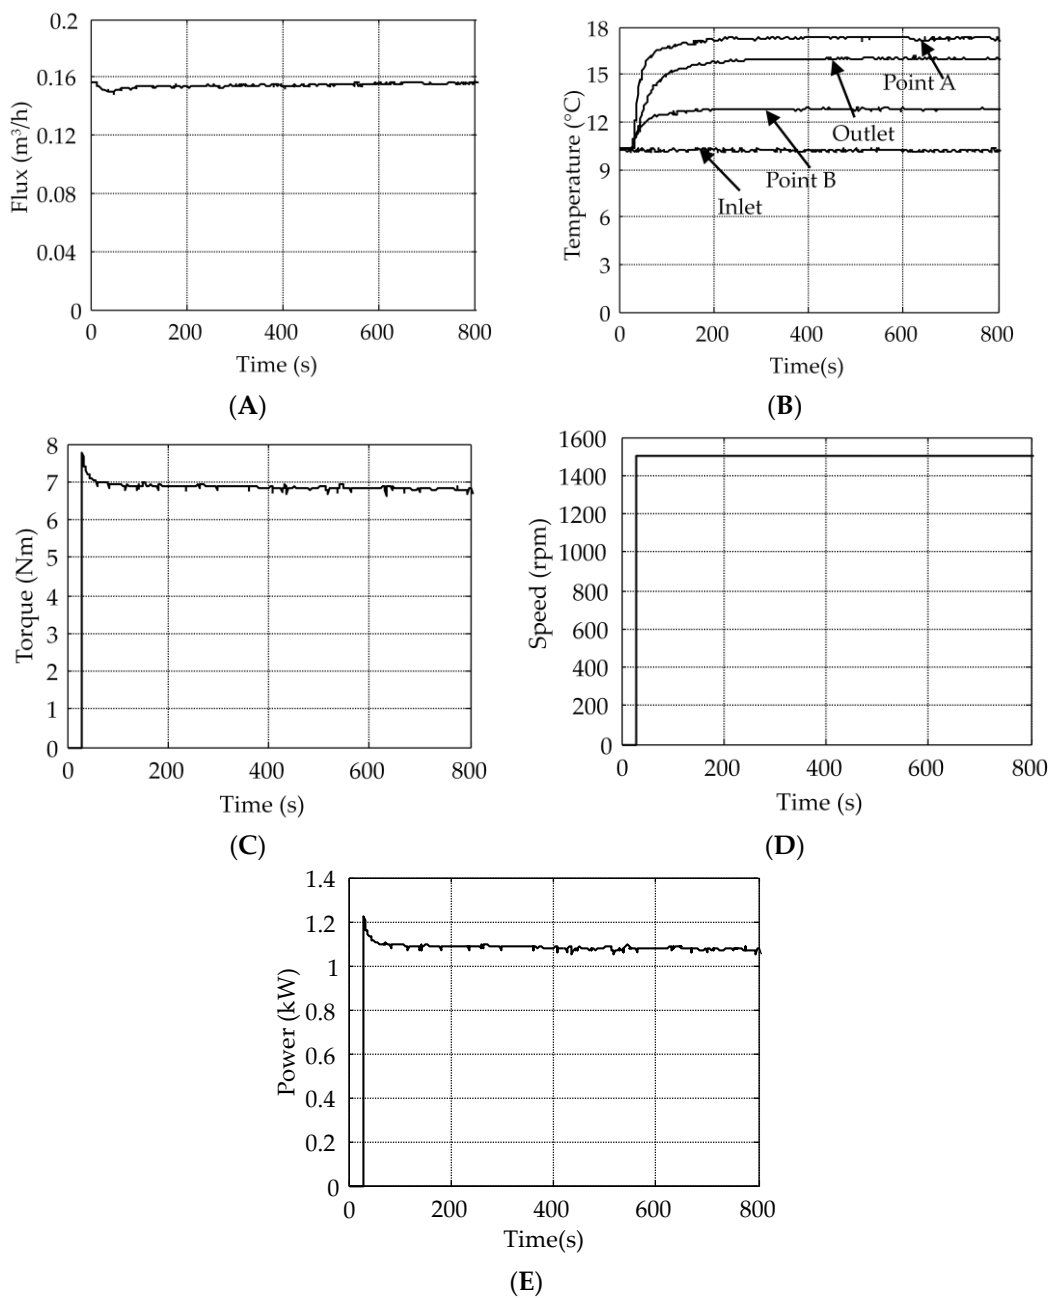 0.2
0.16
0.12
0.08
0.04
0
Flux (m³/h)
0 200 400 600 800
Time (s)
(A)
18
15
12
9
6
3
0
Temperature (°C)
Point A
Outlet
Point B
Inlet
0 200 400 600 800
Time(s)
(B)
8
7
6
5
4
3
2
1
0
Torque (Nm)
0 200 400 600 800
Time (s)
(C)
1600
1400
1200
1000
800
600
400
200
0
Speed (rpm)
0 200 400 600 800
Time (s)
(D)
1.4
1.2
1
0.8
0.6
0.4
0.2
0
Power (kW)
0 200 400 600 800
Time(s)
(E)